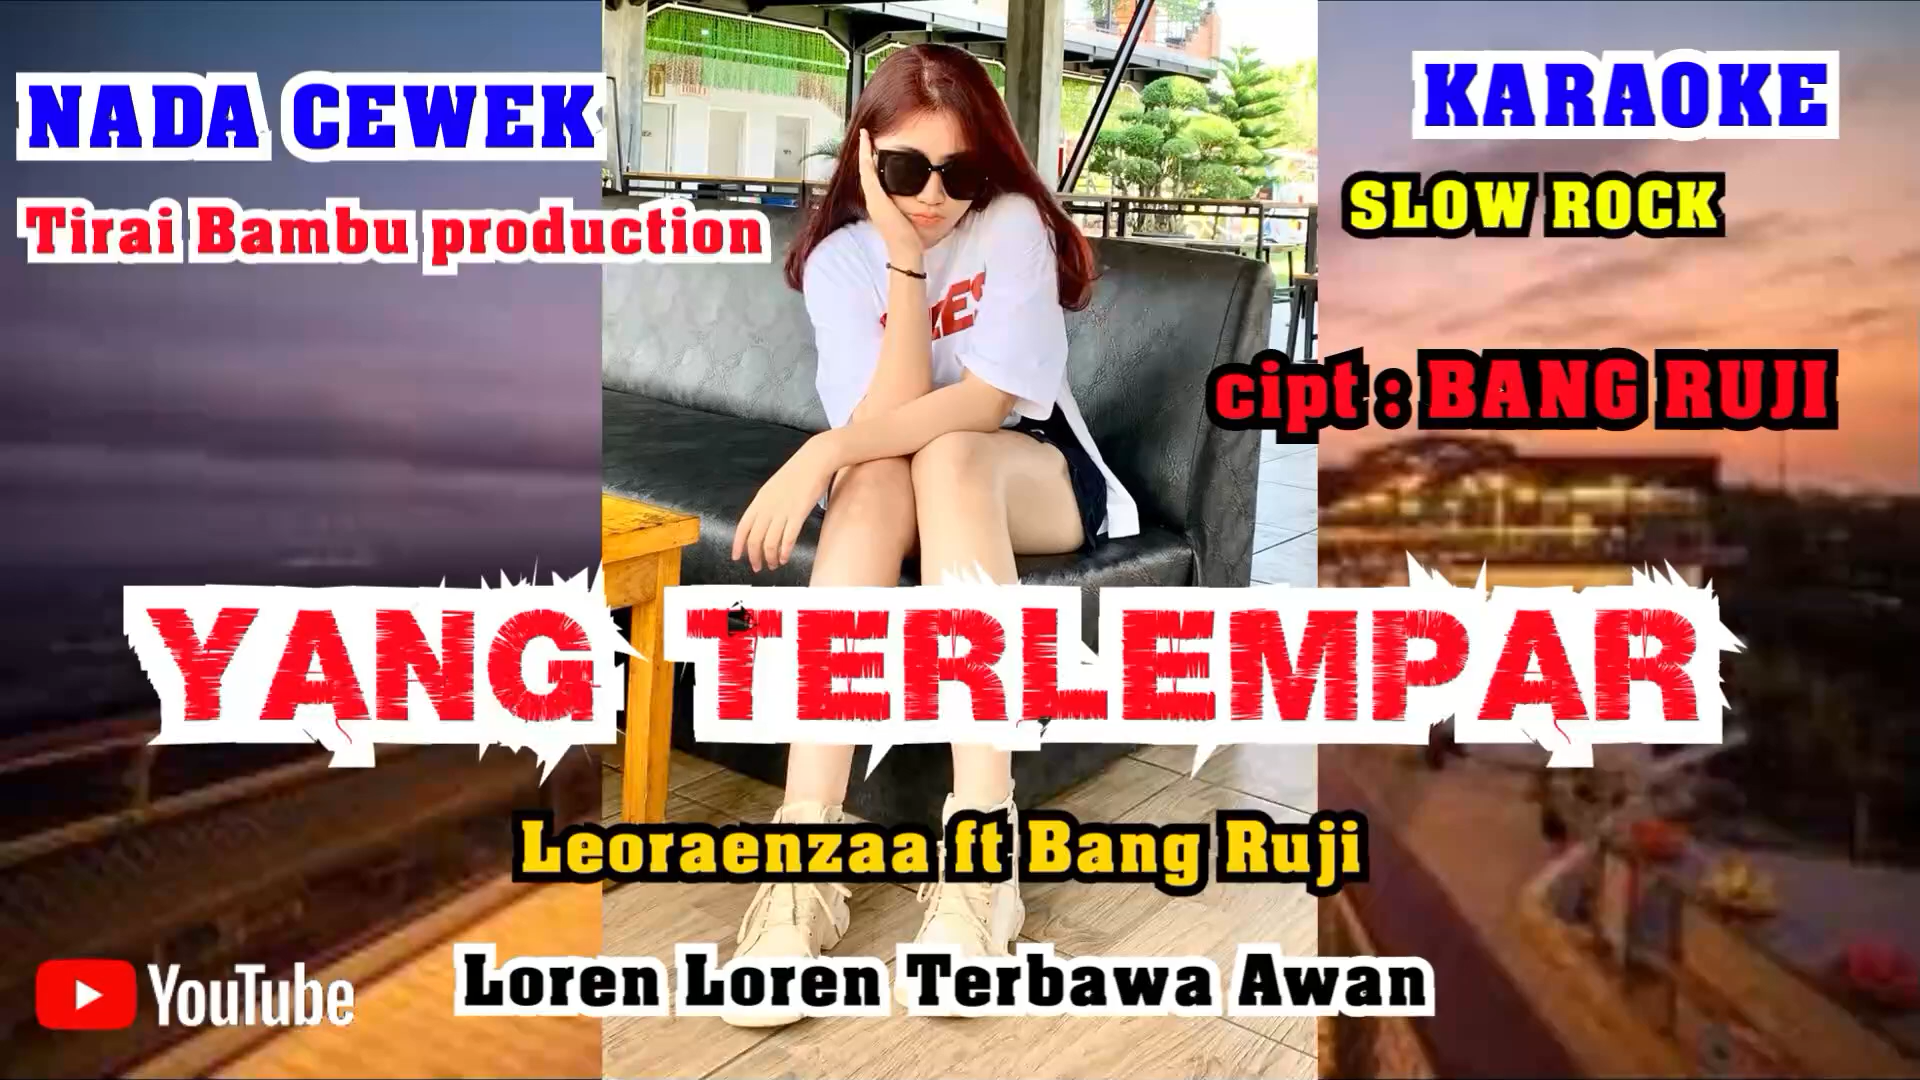 NADA CEWEK
KARAOKE
Tirai Bambu production
SLOW ROCK
cipt : BANG RUJI
YANG TERLEMPAR
Leoraenzaa ft Bang Ruji
YouTube
Loren Loren Terbawa Awan